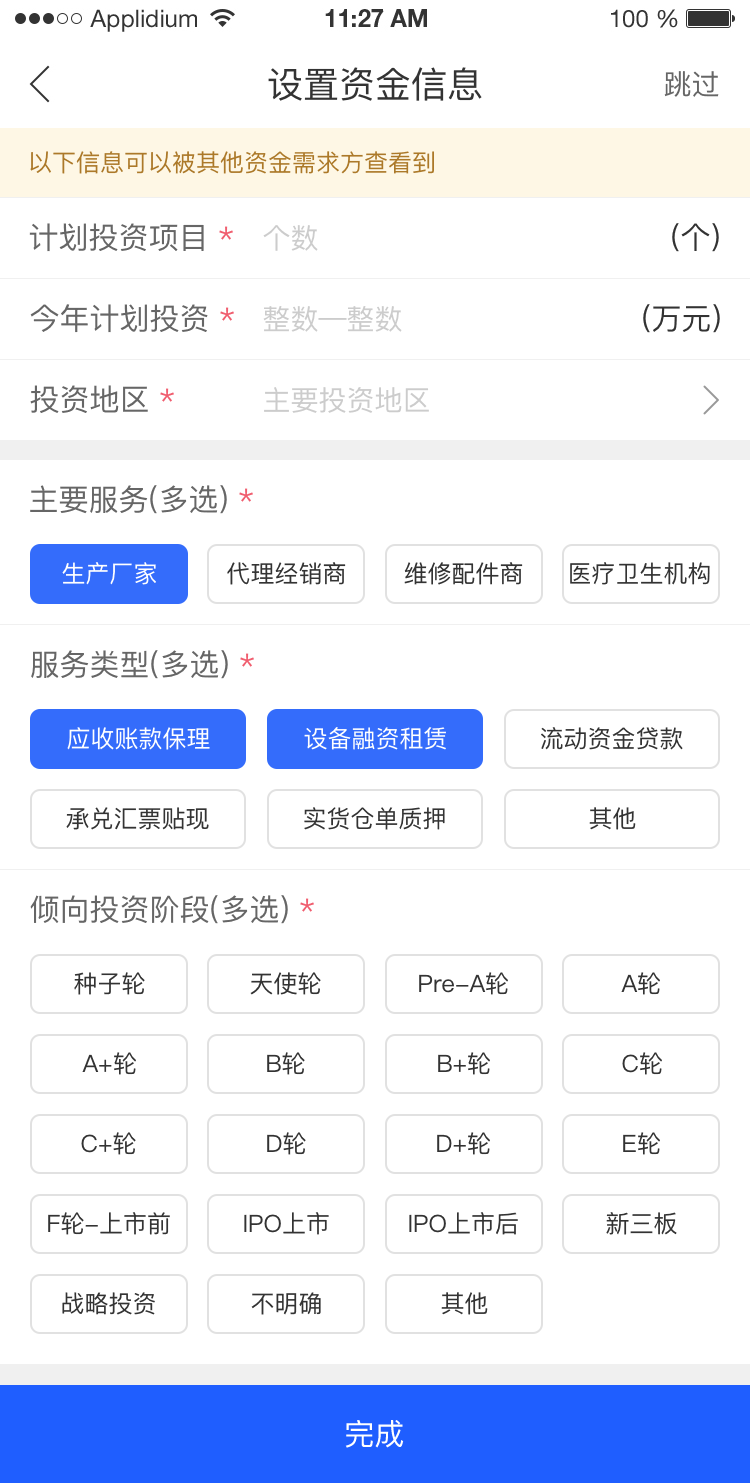 Applidium 11:27 AM 100 %
设置资金信息 跳过
以下信息可以被其他资金需求方查看到
计划投资项目 * 个数 (个)
今年计划投资 * 整数—整数 (万元)
投资地区 * 主要投资地区
主要服务(多选) *
生产厂家 代理经销商 维修配件商 医疗卫生机构
服务类型(多选) *
应收账款保理 设备融资租赁 流动资金贷款
承兑汇票贴现 实货仓单质押 其他
倾向投资阶段(多选) *
种子轮 天使轮 Pre-A轮 A轮
A+轮 B轮 B+轮 C轮
C+轮 D轮 D+轮 E轮
F轮-上市前 IPO上市 IPO上市后 新三板
战略投资 不明确 其他
完成